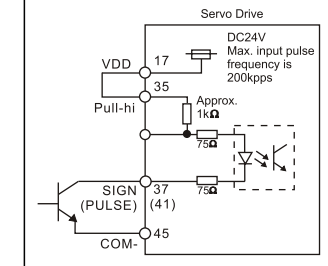 Servo Drive
DC24V
Max. input pulse
frequency is
200kpps
VDD
17
35
Pull-hi
Approx.
1kΩ
75Ω
SIGN
(PULSE)
37
(41)
75Ω
COM-
45